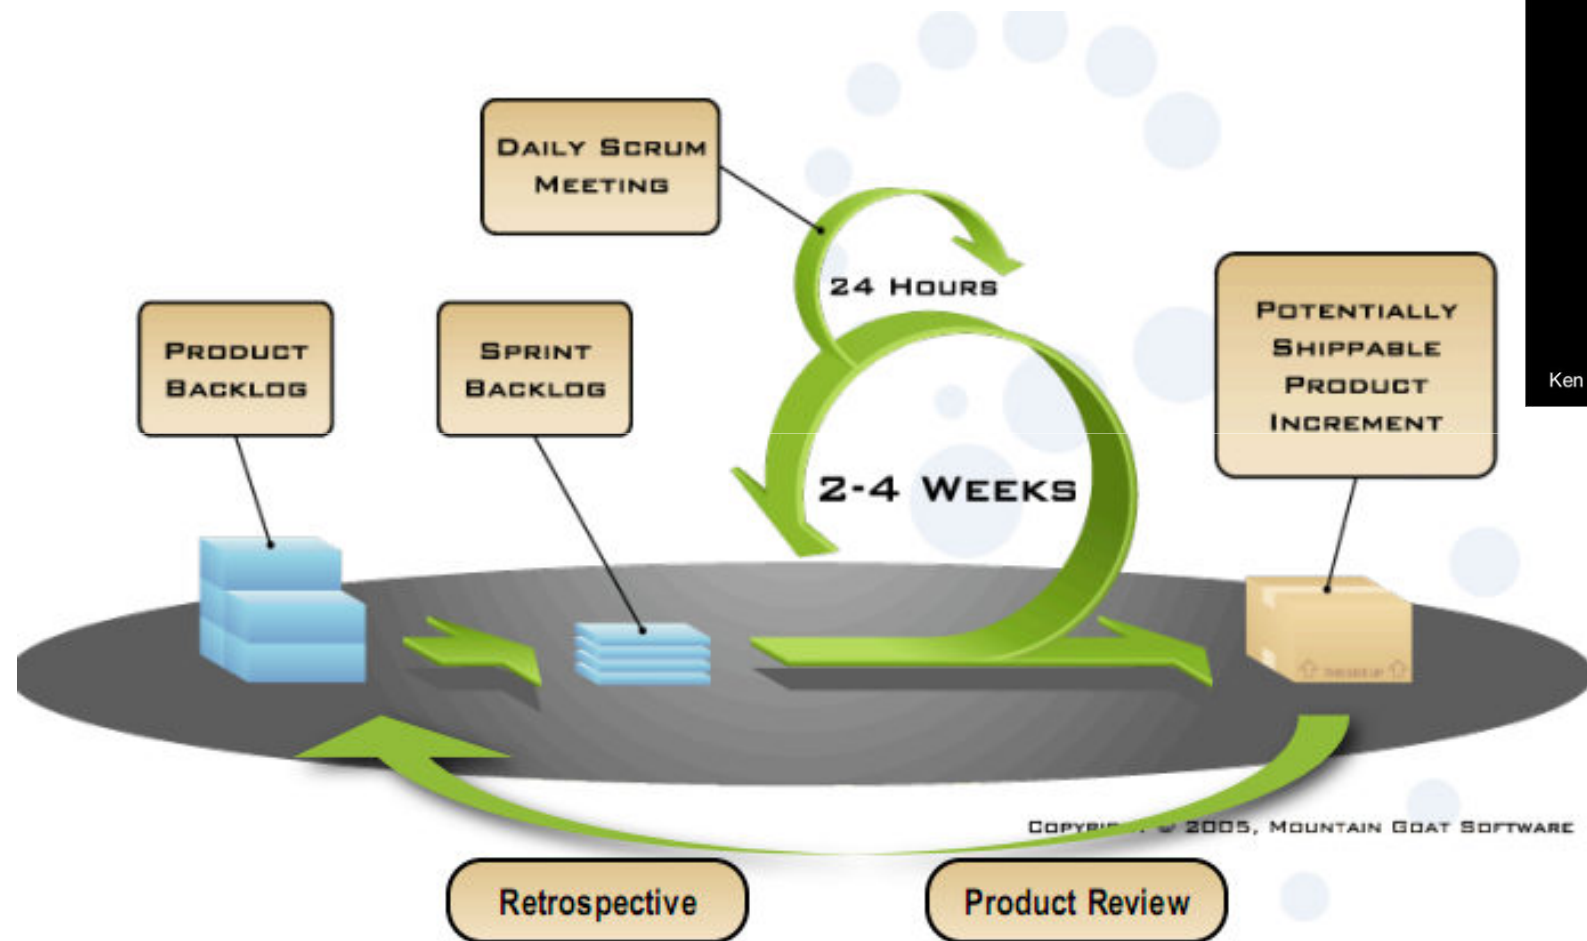 DAILY SCRUM
MEETING
24 HOURS
PRODUCT
BACKLOG
SPRINT
BACKLOG
POTENTIALLY
SHIPPABLE
PRODUCT
INCREMENT
Ken
2-4 WEEKS
© 2005, MOUNTAIN GOAT SOFTWARE
Retrospective
Product Review